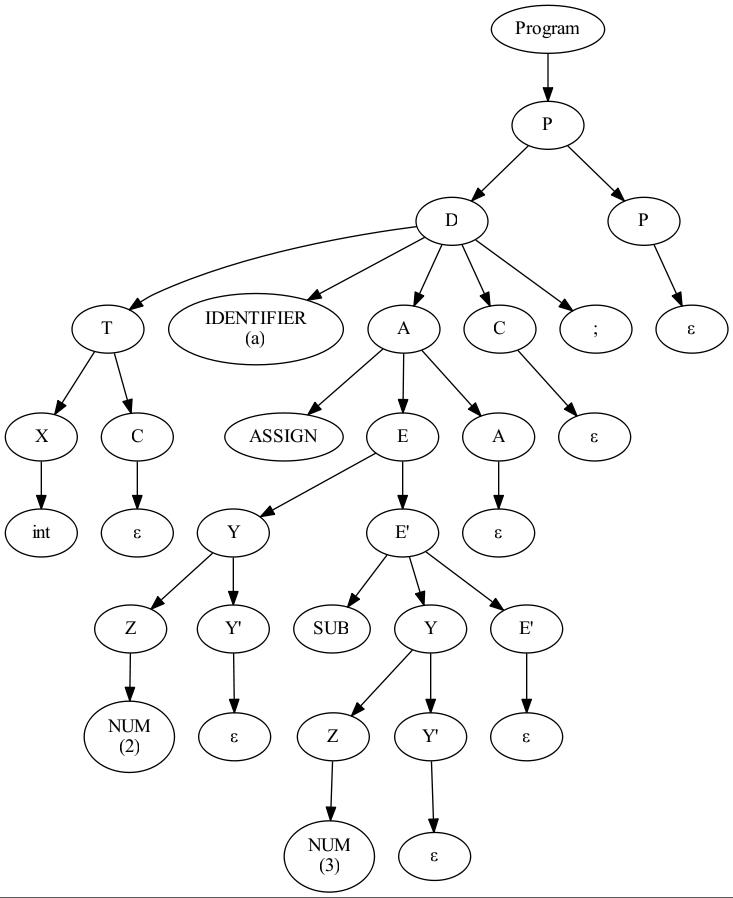 Program
P
D
P
T
IDENTIFIER
(a)
A
C
;
ε
X
C
ASSIGN
E
A
ε
int
ε
Y
E'
ε
Z
Y'
SUB
Y
E'
NUM
(2)
ε
Z
Y'
ε
NUM
(3)
ε